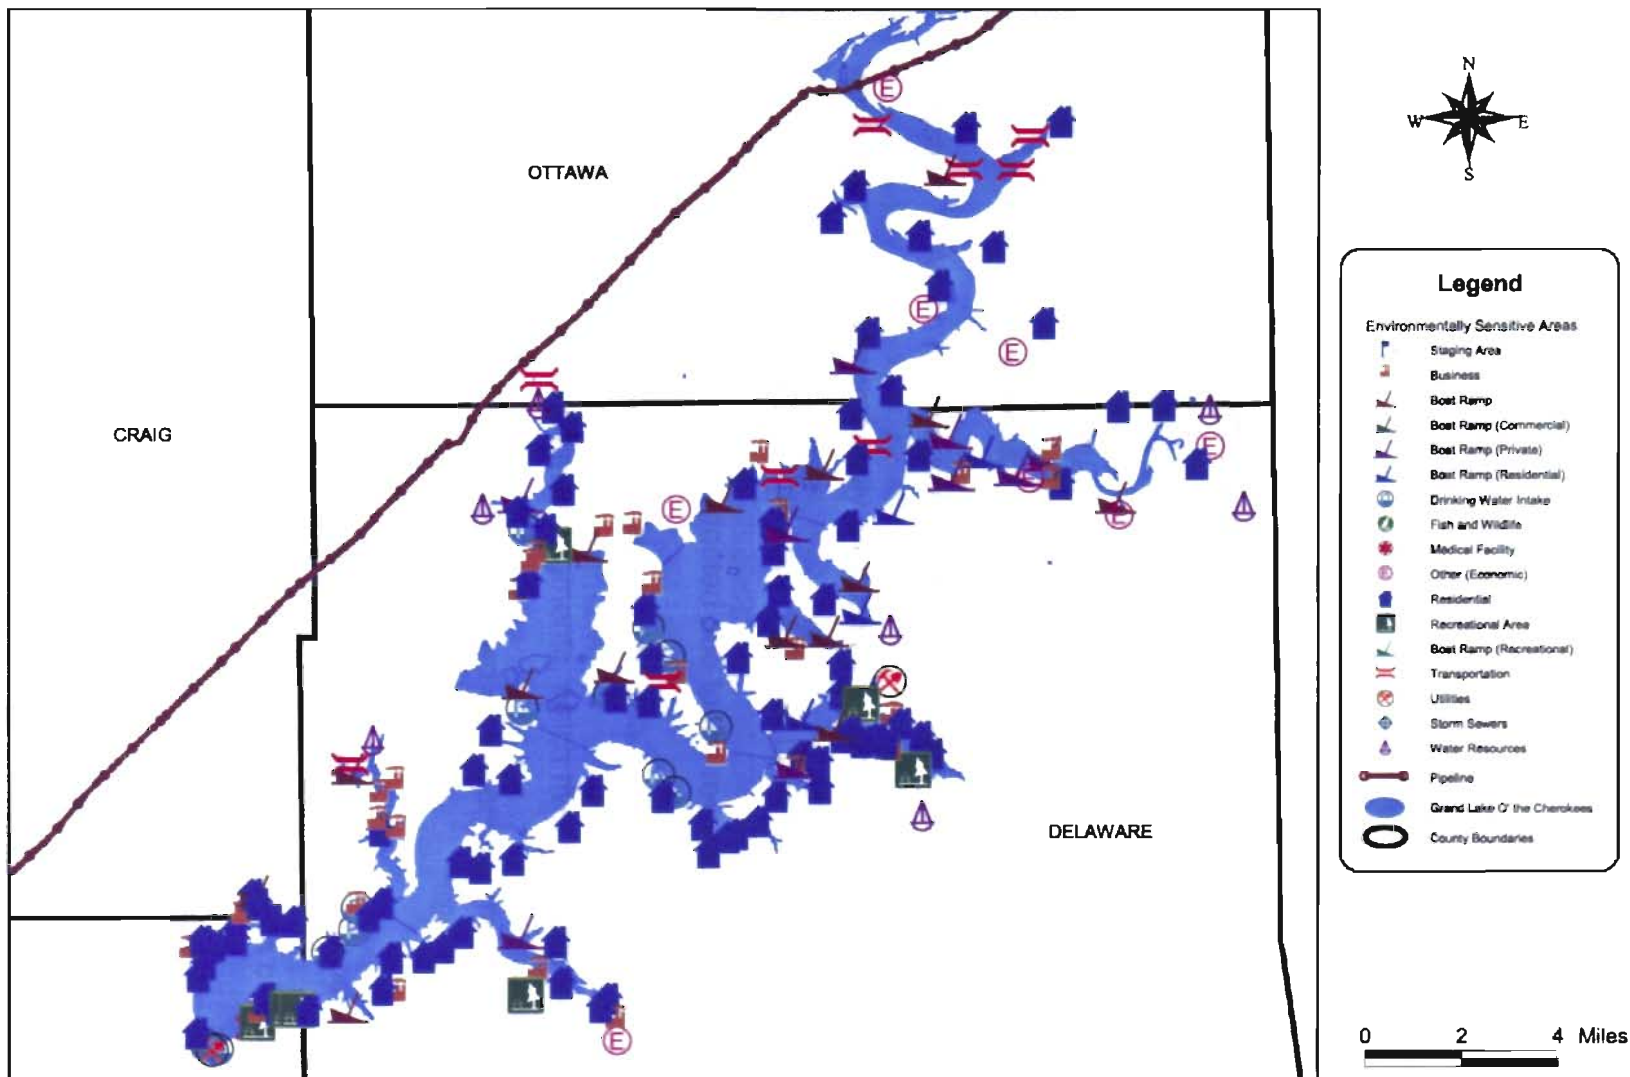 N
W E
S
OTTAWA
CRAIG
DELAWARE
Legend
Environmentally Sensitive Areas
Staging Area
Business
Boat Ramp
Boat Ramp (Commercial)
Boat Ramp (Private)
Boat Ramp (Residential)
Drinking Water Intake
Fish and Wildlife
Medical Facility
Other (Economic)
Residential
Recreational Area
Boat Ramp (Recreational)
Transportation
Utilities
Storm Sewers
Water Resources
Pipeline
Grand Lake O' the Cherokees
County Boundaries
0 2 4 Miles
E
E
E
E
E
E
E
E